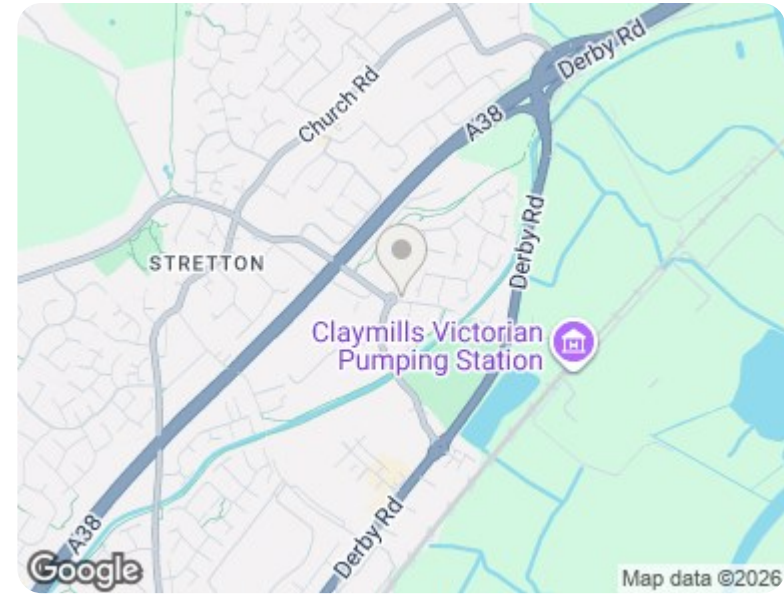 Derby Rd
Church Rd
A38
Derby Rd
STRETTON
Claymills Victorian
Pumping Station
A38
Derby Rd
Google
Map data ©2026